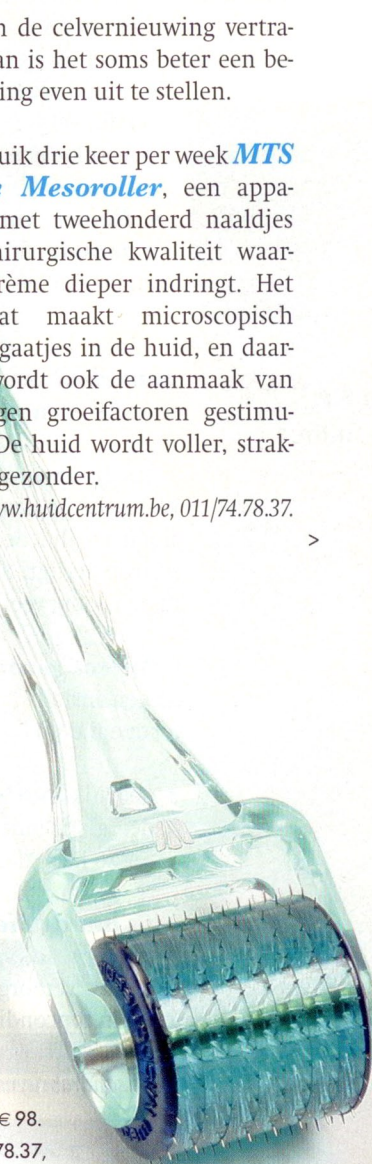 n de celvernieuwing vertra-
an is het soms beter een be-
ing even uit te stellen.
uik drie keer per week MTS
e Mesoroller, een appa-
met tweehonderd naaldjes
hirurgische kwaliteit waar-
rème dieper indringt. Het
at maakt microscopisch
gaatjes in de huid, en daar-
wordt ook de aanmaak van
gen groeifactoren gestimu-
De huid wordt voller, strak-
gezonder.
ww.huidcentrum.be, 011/74.78.37.
>
€ 98.
78.37,